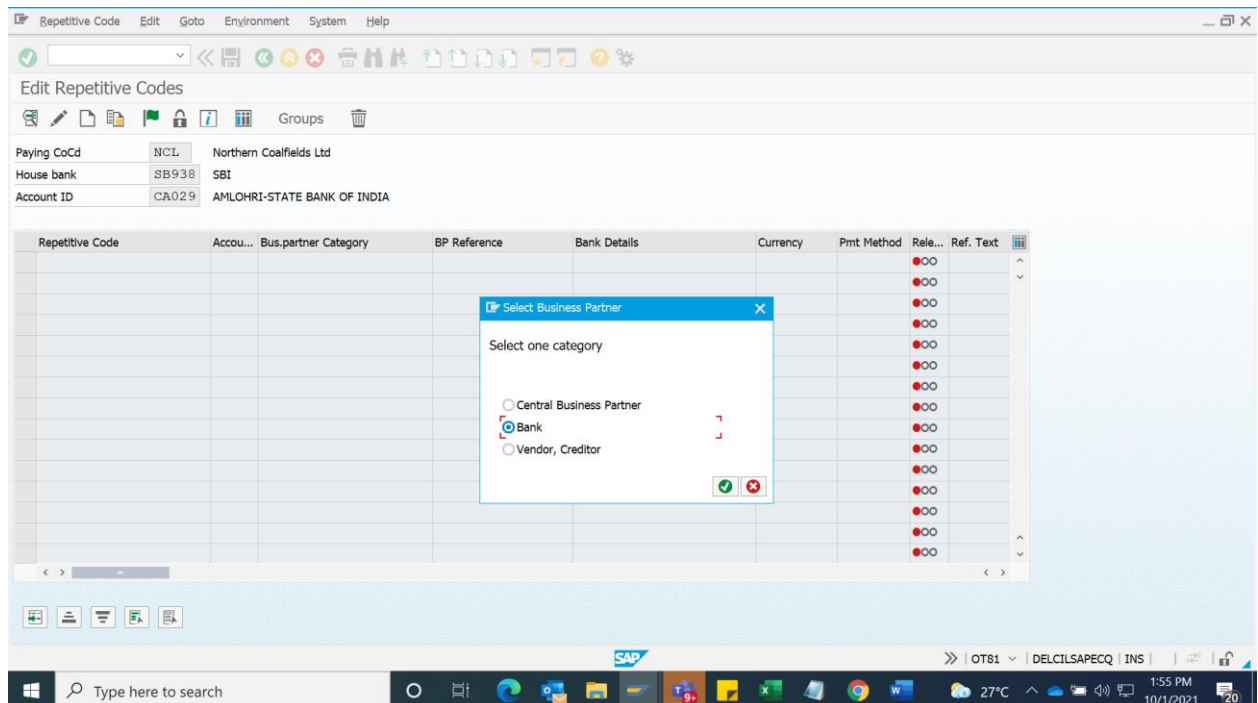 Repetitive Code Edit Goto Environment System Help
Edit Repetitive Codes
Groups
Paying CoCd NCL Northern Coalfields Ltd
House bank SB938 SBI
Account ID CA029 AMLOHRI-STATE BANK OF INDIA
Repetitive Code Accou... Bus.partner Category BP Reference Bank Details Currency Pmt Method Rele... Ref. Text
Select Business Partner
Select one category
Central Business Partner
Bank
Vendor, Creditor
SAP OT81 DELCILSAPECQ INS
Type here to search 9+ 27°C 1:55 PM
10/1/2021 20